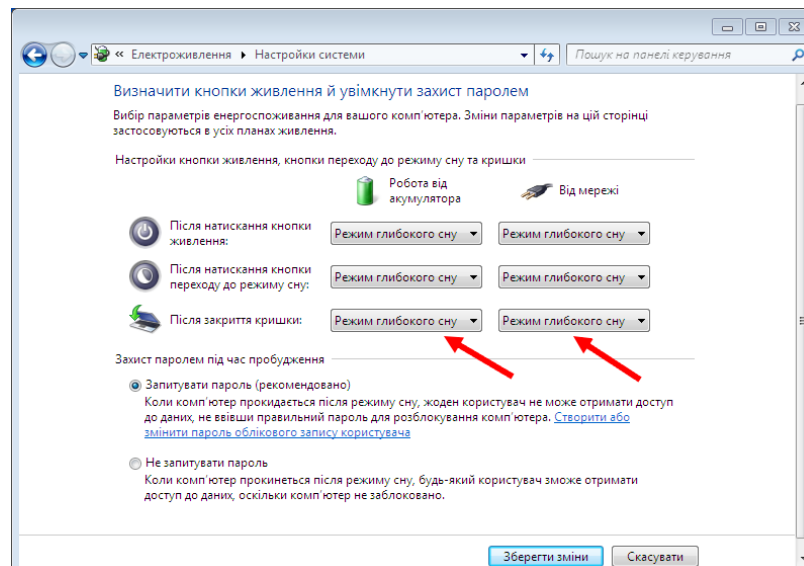 « Електроживлення ▸ Настройки системи
Пошук на панелі керування
Визначити кнопки живлення й увімкнути захист паролем
Вибір параметрів енергоспоживання для вашого комп'ютера. Зміни параметрів на цій сторінці
застосовуються в усіх планах живлення.
Настройки кнопки живлення, кнопки переходу до режиму сну та кришки
Робота від
акумулятора
Від мережі
Після натискання кнопки
живлення:
Режим глибокого сну
Режим глибокого сну
Після натискання кнопки
переходу до режиму сну:
Режим глибокого сну
Режим глибокого сну
Після закриття кришки:
Режим глибокого сну
Режим глибокого сну
Захист паролем під час пробудження
Запитувати пароль (рекомендовано)
Коли комп'ютер прокидається після режиму сну, жоден користувач не може отримати доступ
до даних, не ввівши правильний пароль для розблокування комп'ютера. Створити або
змінити пароль облікового запису користувача
Не запитувати пароль
Коли комп'ютер прокинеться після режиму сну, будь-який користувач зможе отримати
доступ до даних, оскільки комп'ютер не заблоковано.
Зберегти зміни
Скасувати